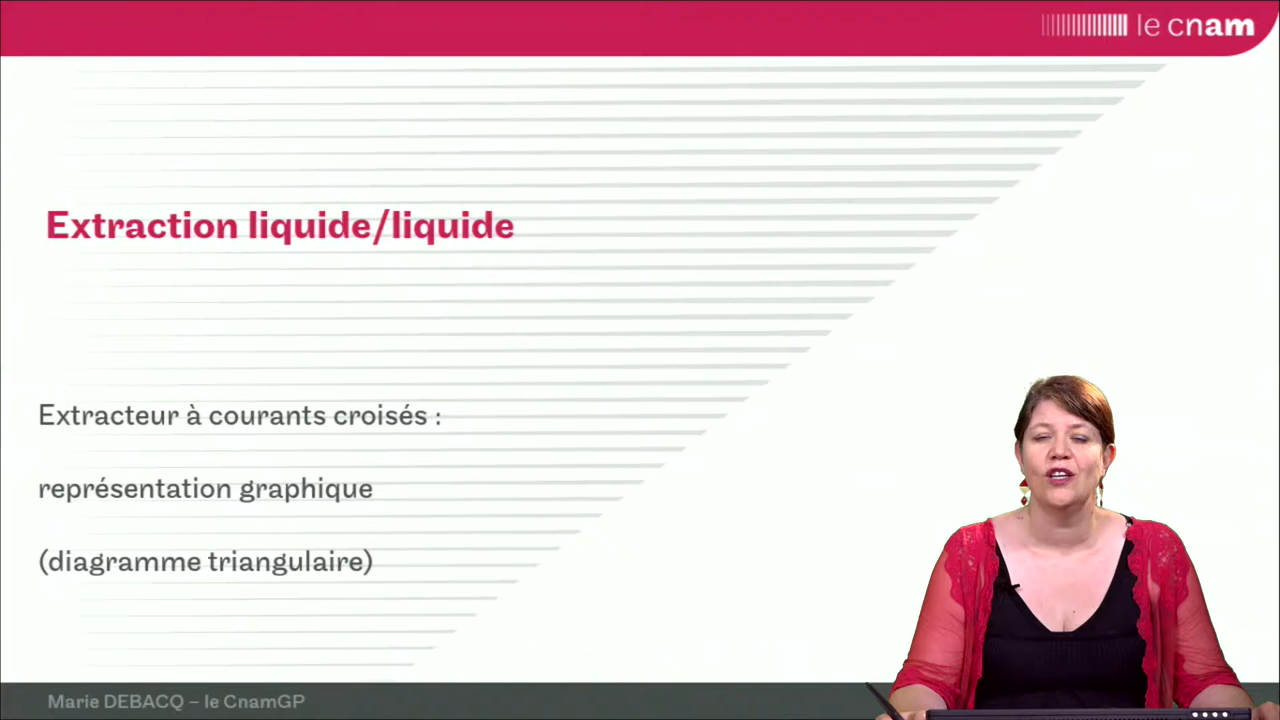 le cnam
Extraction liquide/liquide
Extracteur à courants croisés :
représentation graphique
(diagramme triangulaire)
Marie DEBACQ – le CnamGP